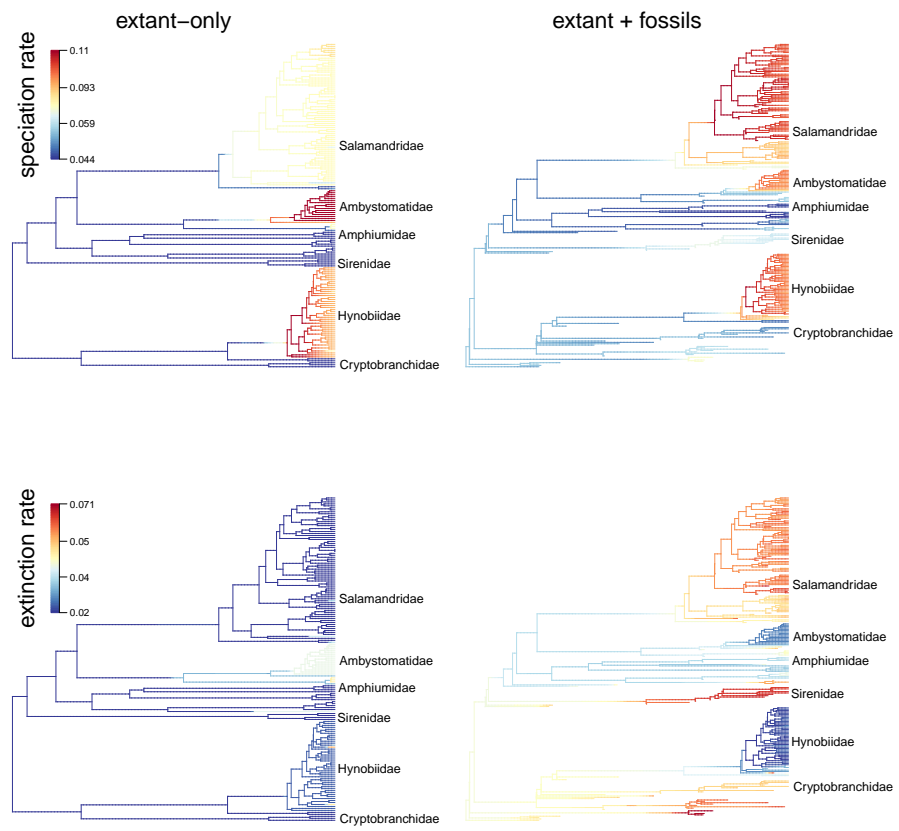 extant−only
extant + fossils
speciation rate
0.11
0.093
0.059
0.044
Salamandridae
Ambystomatidae
Amphiumidae
Sirenidae
Hynobiidae
Cryptobranchidae
Salamandridae
Ambystomatidae
Amphiumidae
Sirenidae
Hynobiidae
Cryptobranchidae
extinction rate
0.071
0.05
0.04
0.02
Salamandridae
Ambystomatidae
Amphiumidae
Sirenidae
Hynobiidae
Cryptobranchidae
Salamandridae
Ambystomatidae
Amphiumidae
Sirenidae
Hynobiidae
Cryptobranchidae